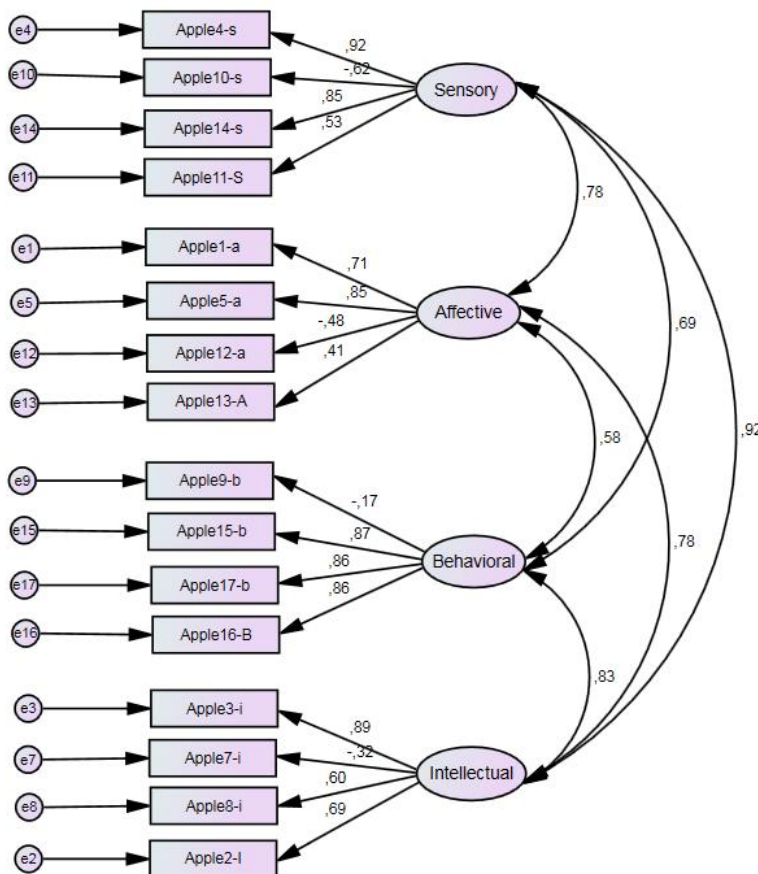 e4
Apple4-s
,92
e10
Apple10-s
-,62
Sensory
e14
Apple14-s
,85
e11
Apple11-S
,53
,78
e1
Apple1-a
,71
e5
Apple5-a
,85
Affective
,69
e12
Apple12-a
-,48
e13
Apple13-A
,41
,92
,58
e9
Apple9-b
-,17
e15
Apple15-b
,87
,78
Behavioral
e17
Apple17-b
,86
e16
Apple16-B
,86
,83
e3
Apple3-i
,89
e7
Apple7-i
-,32
Intellectual
e8
Apple8-i
,60
e2
Apple2-I
,69